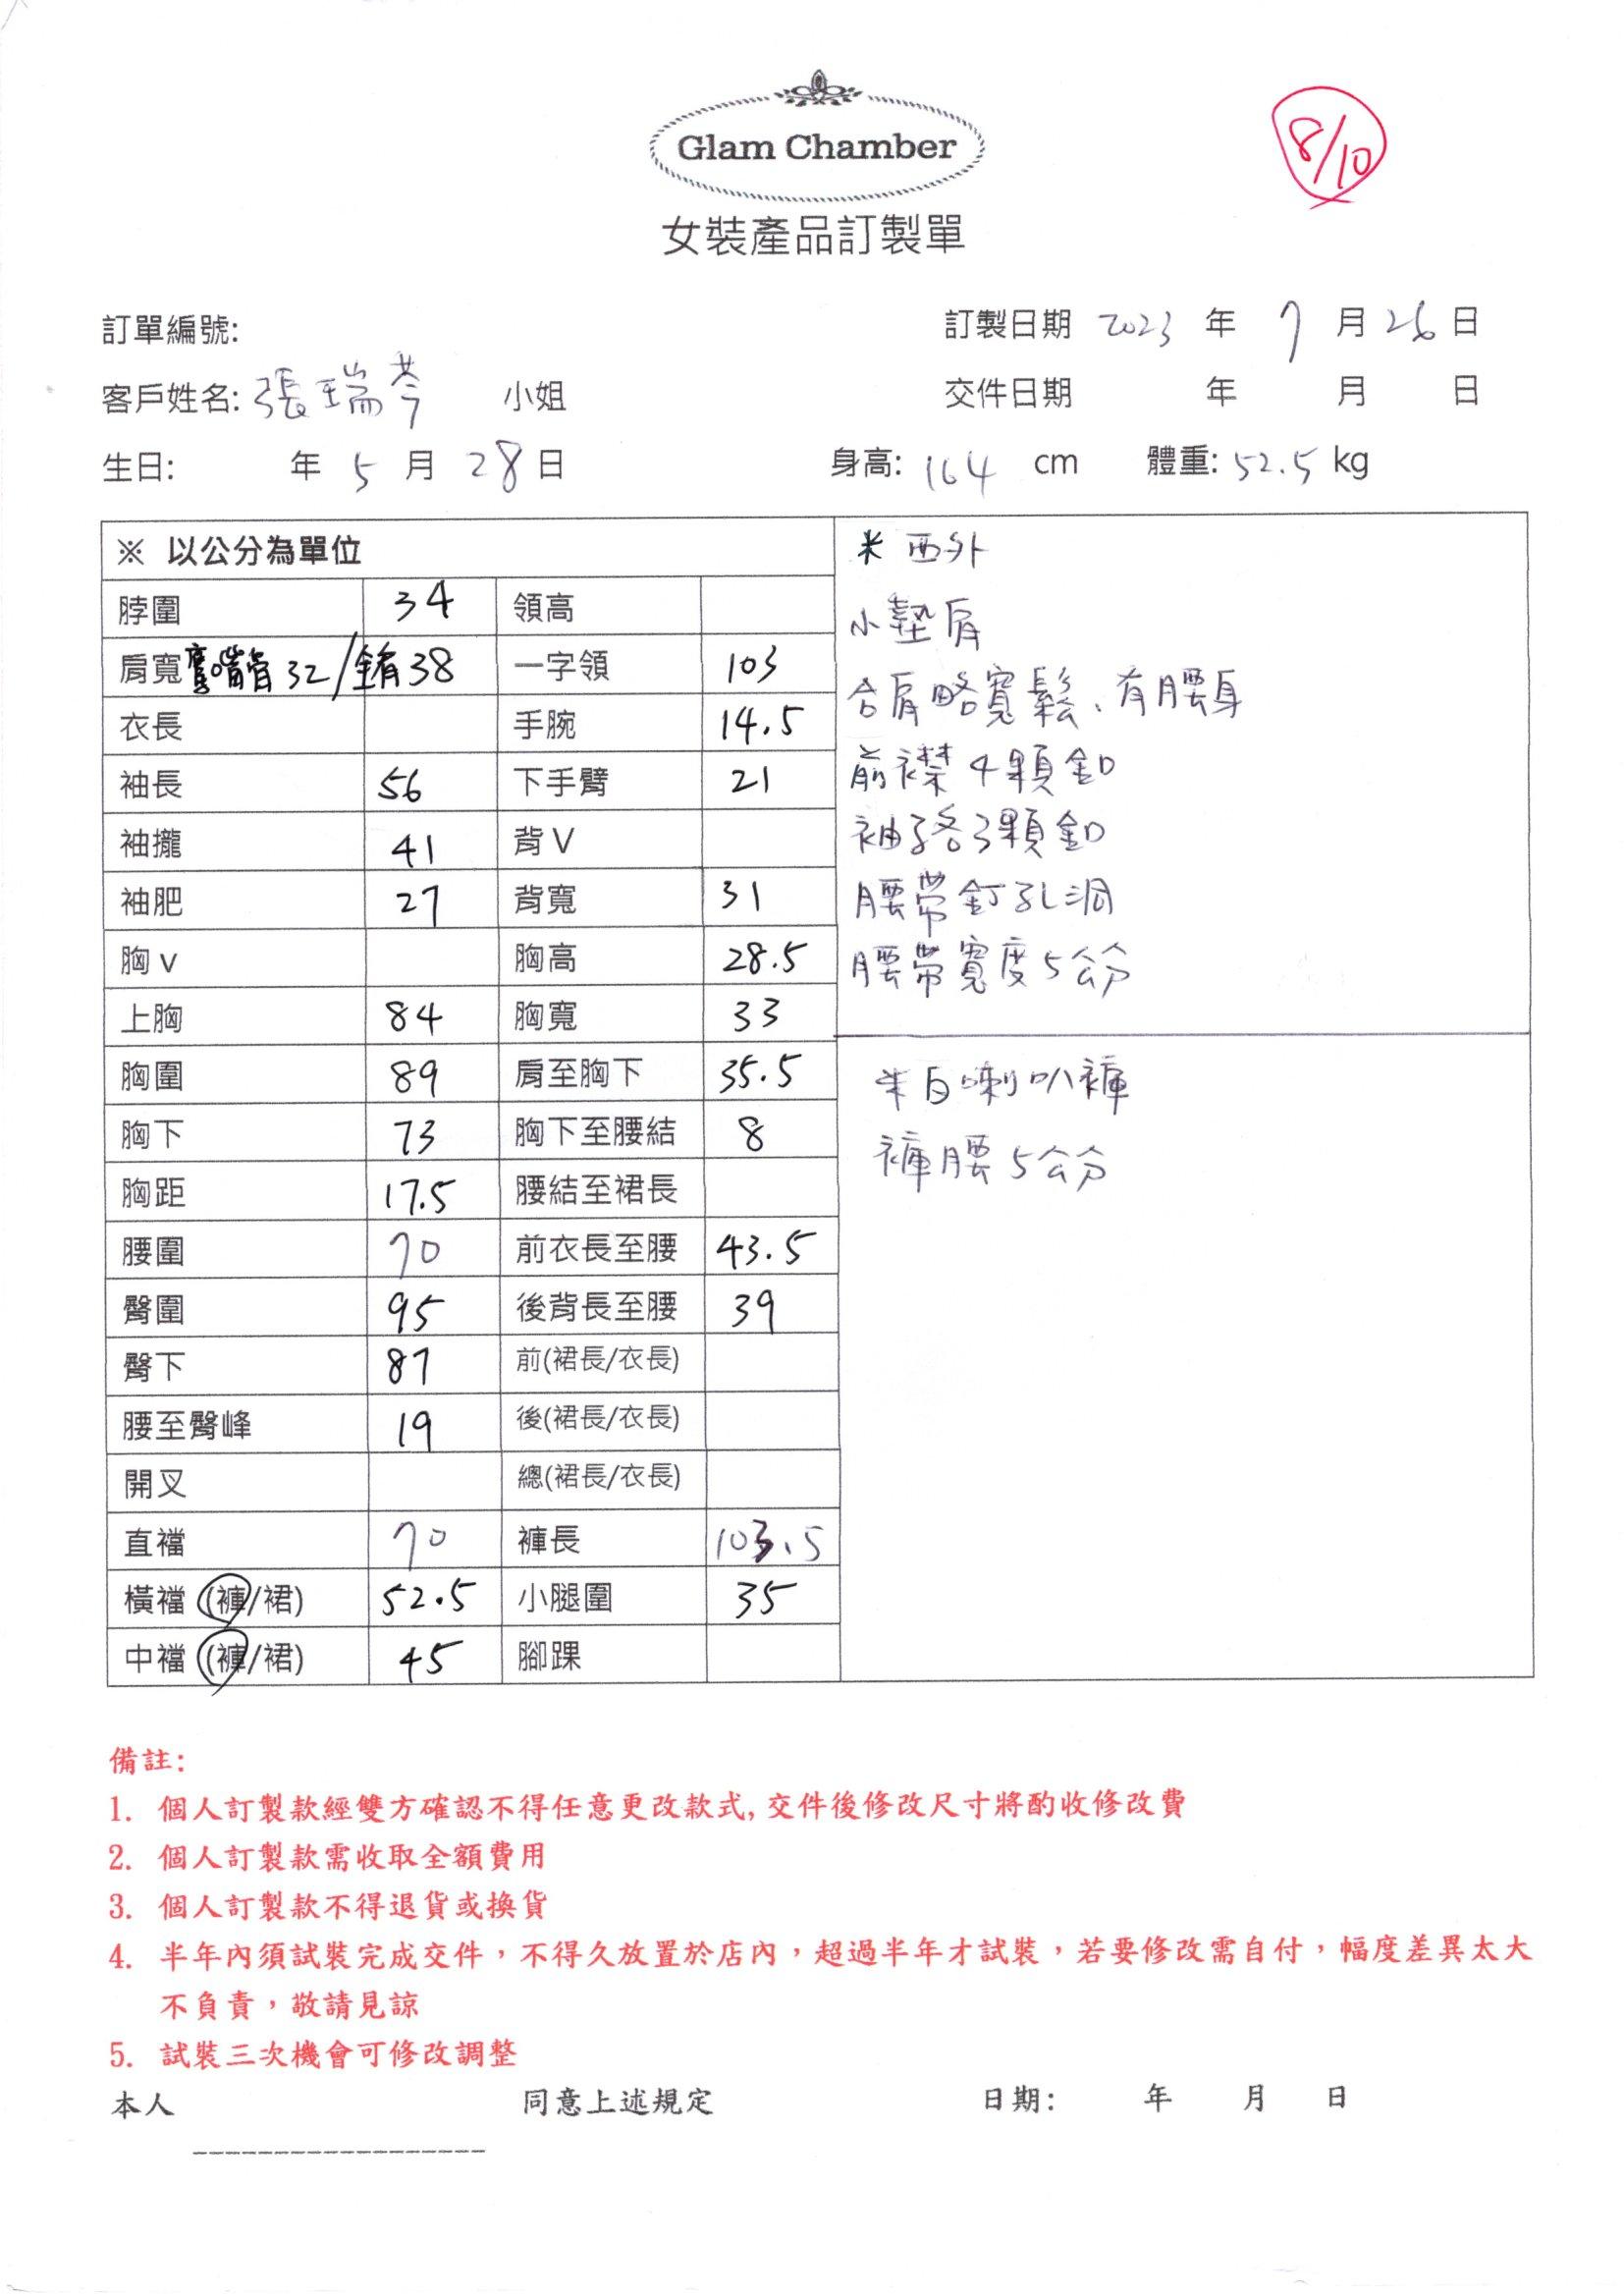 Glam Chamber
8/10
女裝產品訂製單
訂單編號: 訂製日期 2023 年 7 月 26 日
客戶姓名: 張瑞芩 小姐 交件日期 年 月 日
生日: 年 5 月 28 日 身高: 164 cm 體重: 52.5 kg
※ 以公分為單位
脖圍 34 領高
肩寬 鷹嘴肩 32/全肩 38 一字領 103
衣長 手腕 14.5
袖長 56 下手臂 21
袖攏 41 背V
袖肥 27 背寬 31
胸v 胸高 28.5
上胸 84 胸寬 33
胸圍 89 肩至胸下 35.5
胸下 73 胸下至腰結 8
胸距 17.5 腰結至裙長
腰圍 70 前衣長至腰 43.5
臀圍 95 後背長至腰 39
臀下 87 前(裙長/衣長)
腰至臀峰 19 後(裙長/衣長)
開叉 總(裙長/衣長)
直襠 70 褲長 103.5
橫襠 (褲/裙) 52.5 小腿圍 35
中襠 (褲/裙) 45 腳踝
* 西外
小墊肩
合肩略寬鬆、有腰身
前襟4顆釦
袖子各3顆釦
腰帶釘孔洞
腰帶寬度5公分
米白喇叭褲
褲腰5公分
備註:
1. 個人訂製款經雙方確認不得任意更改款式,交件後修改尺寸將酌收修改費
2. 個人訂製款需收取全額費用
3. 個人訂製款不得退貨或換貨
4. 半年內須試裝完成交件，不得久放置於店內，超過半年才試裝，若要修改需自付，幅度差異太大
不負責，敬請見諒
5. 試裝三次機會可修改調整
本人 同意上述規定 日期: 年 月 日